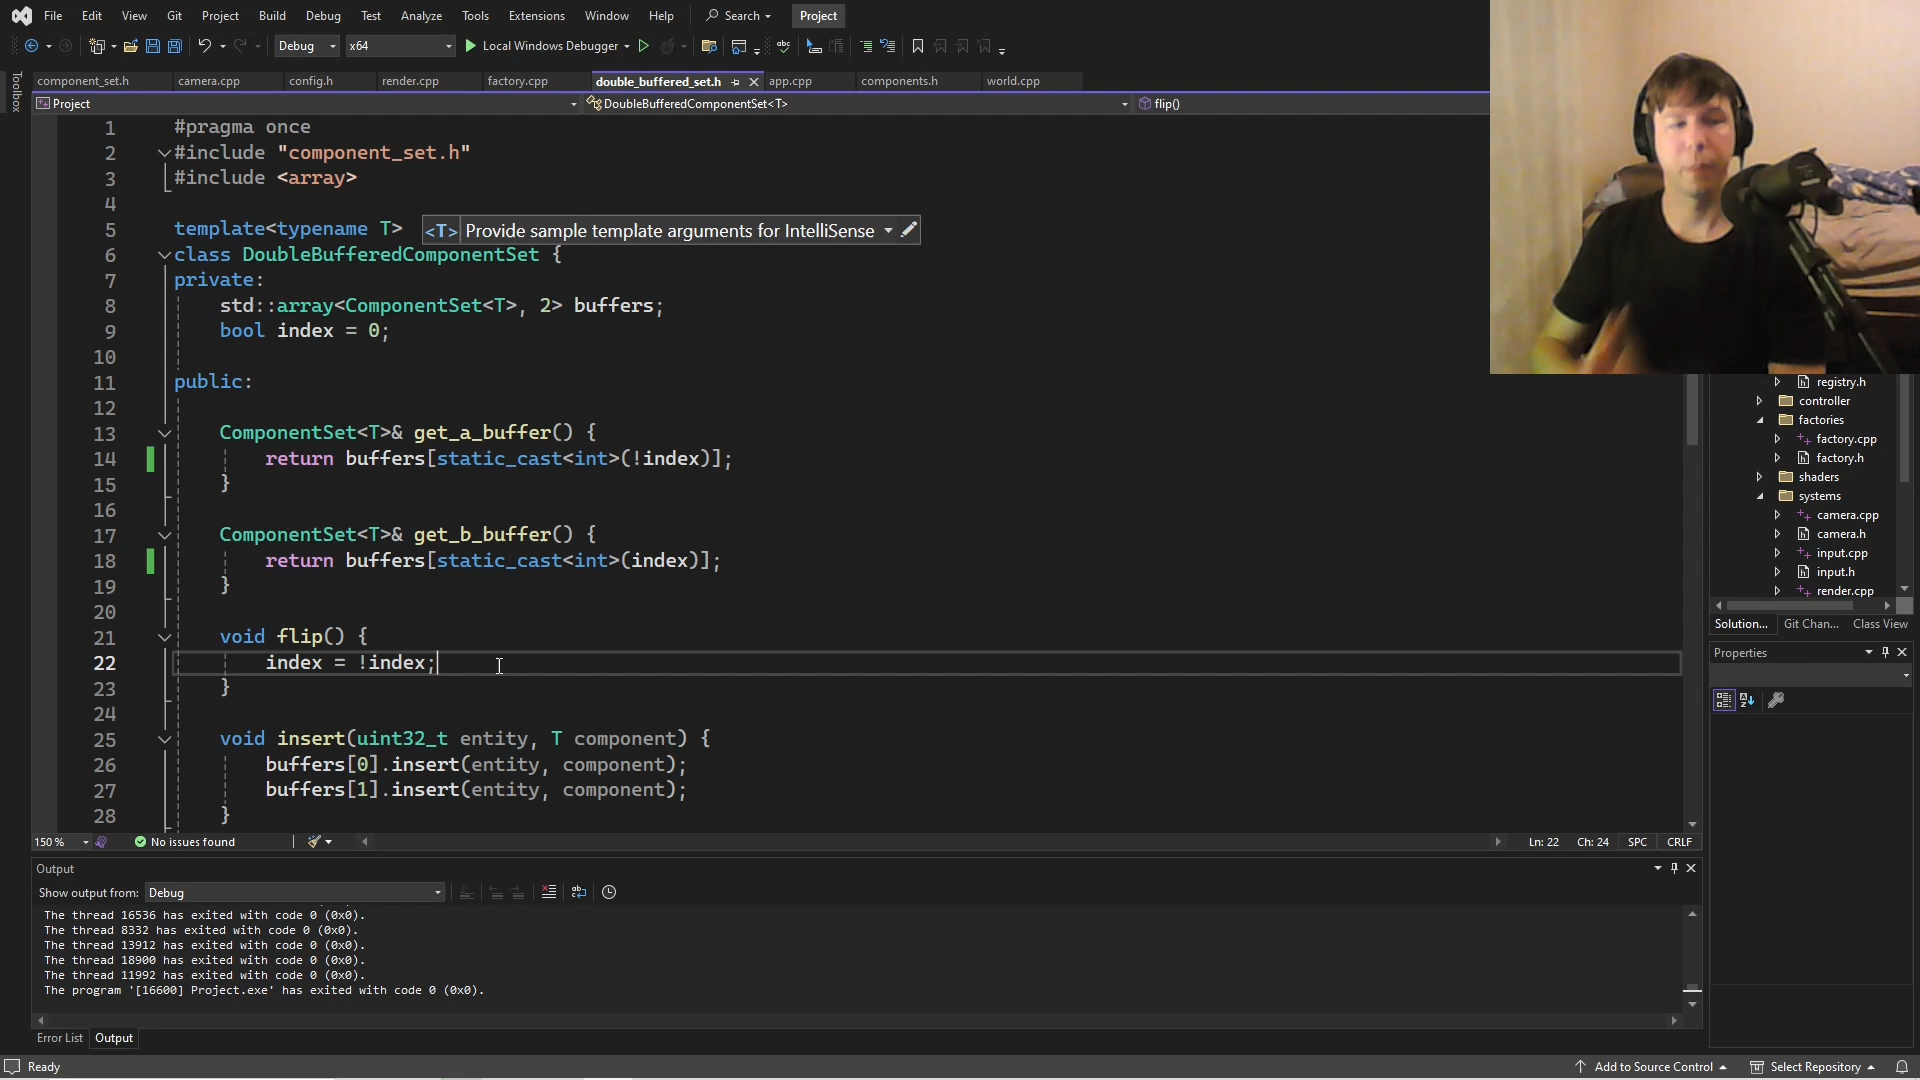 File Edit View Git Project Build Debug Test Analyze Tools Extensions Window Help Search Project
Debug x64 Local Windows Debugger
component_set.h camera.cpp config.h render.cpp factory.cpp double_buffered_set.h app.cpp components.h world.cpp
Toolbox
Project DoubleBufferedComponentSet<T> flip()
1 #pragma once
2 #include "component_set.h"
3 #include <array>
4
5 template<typename T> <T> Provide sample template arguments for IntelliSense
6 class DoubleBufferedComponentSet {
7 private:
8 std::array<ComponentSet<T>, 2> buffers;
9 bool index = 0;
10
11 public:
12
13 ComponentSet<T>& get_a_buffer() {
14 return buffers[static_cast<int>(!index)];
15 }
16
17 ComponentSet<T>& get_b_buffer() {
18 return buffers[static_cast<int>(index)];
19 }
20
21 void flip() {
22 index = !index;
23 }
24
25 void insert(uint32_t entity, T component) {
26 buffers[0].insert(entity, component);
27 buffers[1].insert(entity, component);
28 }
150 % No issues found Ln: 22 Ch: 24 SPC CRLF
Output
Show output from: Debug
The thread 16536 has exited with code 0 (0x0).
The thread 8332 has exited with code 0 (0x0).
The thread 13912 has exited with code 0 (0x0).
The thread 18900 has exited with code 0 (0x0).
The thread 11992 has exited with code 0 (0x0).
The program '[16600] Project.exe' has exited with code 0 (0x0).
Error List Output
registry.h
controller
factories
factory.cpp
factory.h
shaders
systems
camera.cpp
camera.h
input.cpp
input.h
render.cpp
Solution... Git Chan... Class View
Properties
Ready Add to Source Control Select Repository